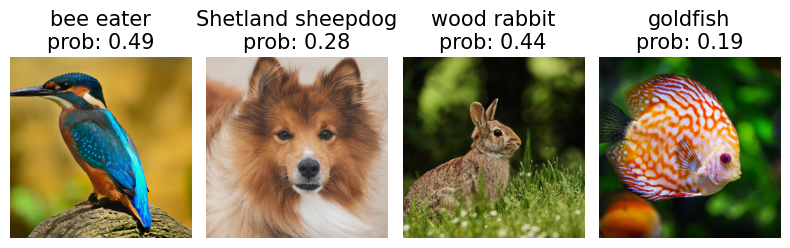 bee eater
prob: 0.49
Shetland sheepdog
prob: 0.28
wood rabbit
prob: 0.44
goldfish
prob: 0.19